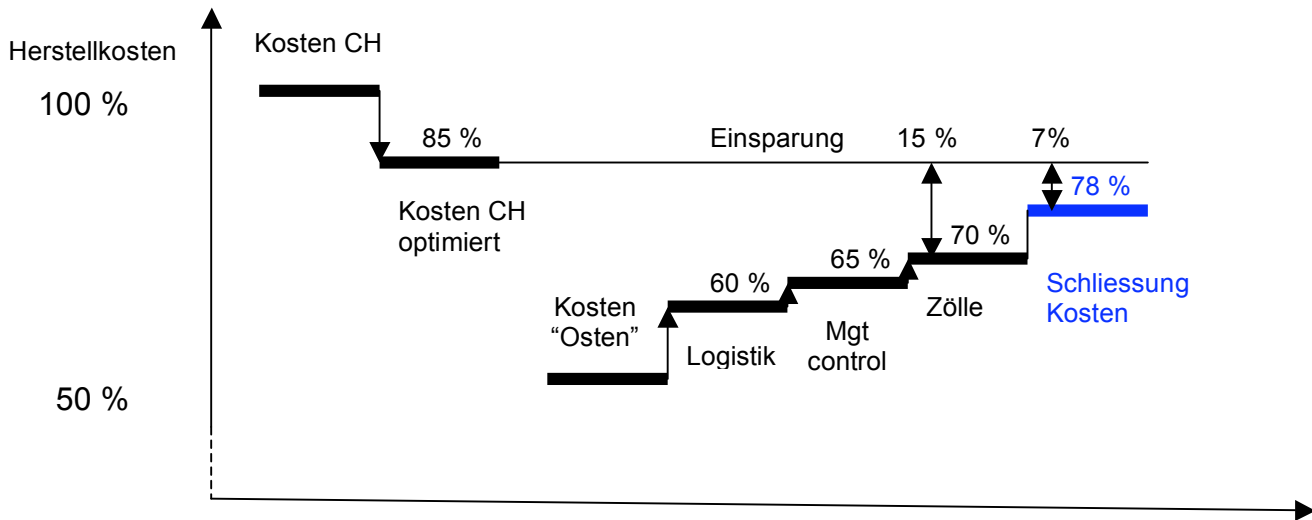 Herstellkosten
100 %
50 %
Kosten CH
85 %
Kosten CH
optimiert
Einsparung
15 %
7%
Kosten
“Osten”
60 %
Logistik
65 %
Mgt
control
70 %
Zölle
78 %
Schliessung
Kosten